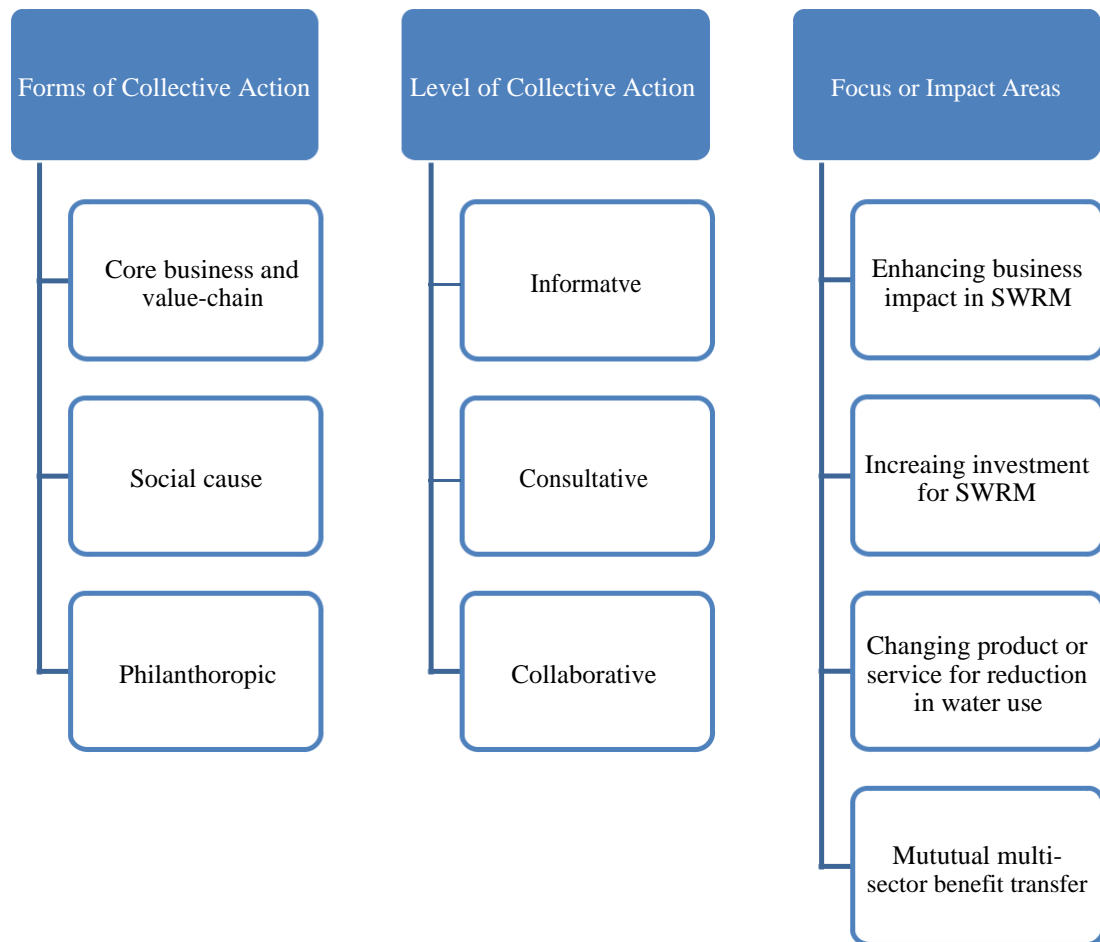 Forms of Collective Action
Core business and
value-chain
Social cause
Philanthoropic
Level of Collective Action
Informatve
Consultative
Collaborative
Focus or Impact Areas
Enhancing business
impact in SWRM
Increaing investment
for SWRM
Changing product or
service for reduction
in water use
Mututual multi-
sector benefit transfer